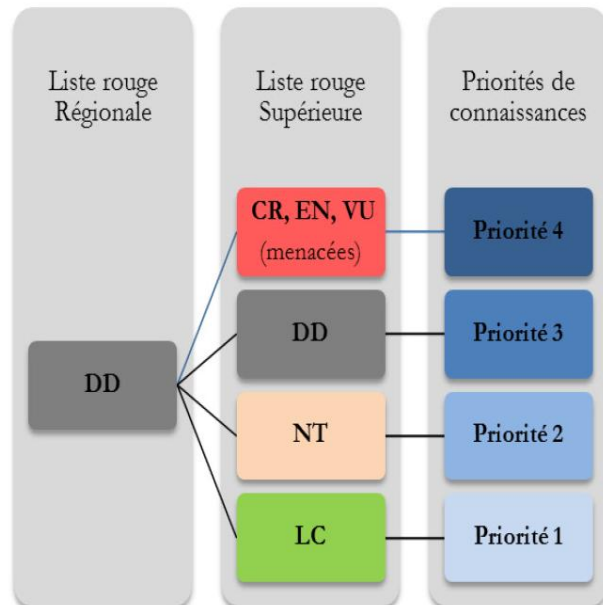 Liste rouge
Régionale
Liste rouge
Supérieure
Priorités de
connaissances
DD
CR, EN, VU
(menacées)
Priorité 4
DD
Priorité 3
NT
Priorité 2
LC
Priorité 1